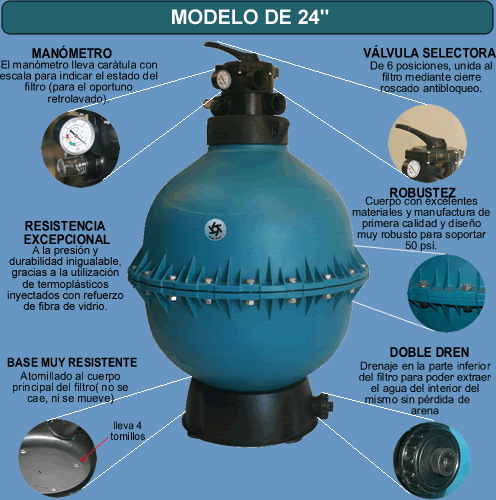 MODELO DE 24"
MANÓMETRO
El manómetro lleva carátula con
escala para indicar el estado del
filtro (para el oportuno
retrolavado).
VÁLVULA SELECTORA
De 6 posiciones, unida al
filtro mediante cierre
roscado antibloqueo.
ROBUSTEZ
Cuerpo con excelentes
materiales y manufactura de
primera calidad y diseño
muy robusto para soportar
50 psi.
RESISTENCIA
EXCEPCIONAL
A la presión y
durabilidad inigualable,
gracias a la utilización
de termoplásticos
inyectados con refuerzo
de fibra de vidrio.
BASE MUY RESISTENTE
Atornillado al cuerpo
principal del filtro( no se
cae, ni se mueve)
lleva 4
tornillos
DOBLE DREN
Drenaje en la parte inferior
del filtro para poder extraer
el agua del interior del
mismo sin pérdida de
arena